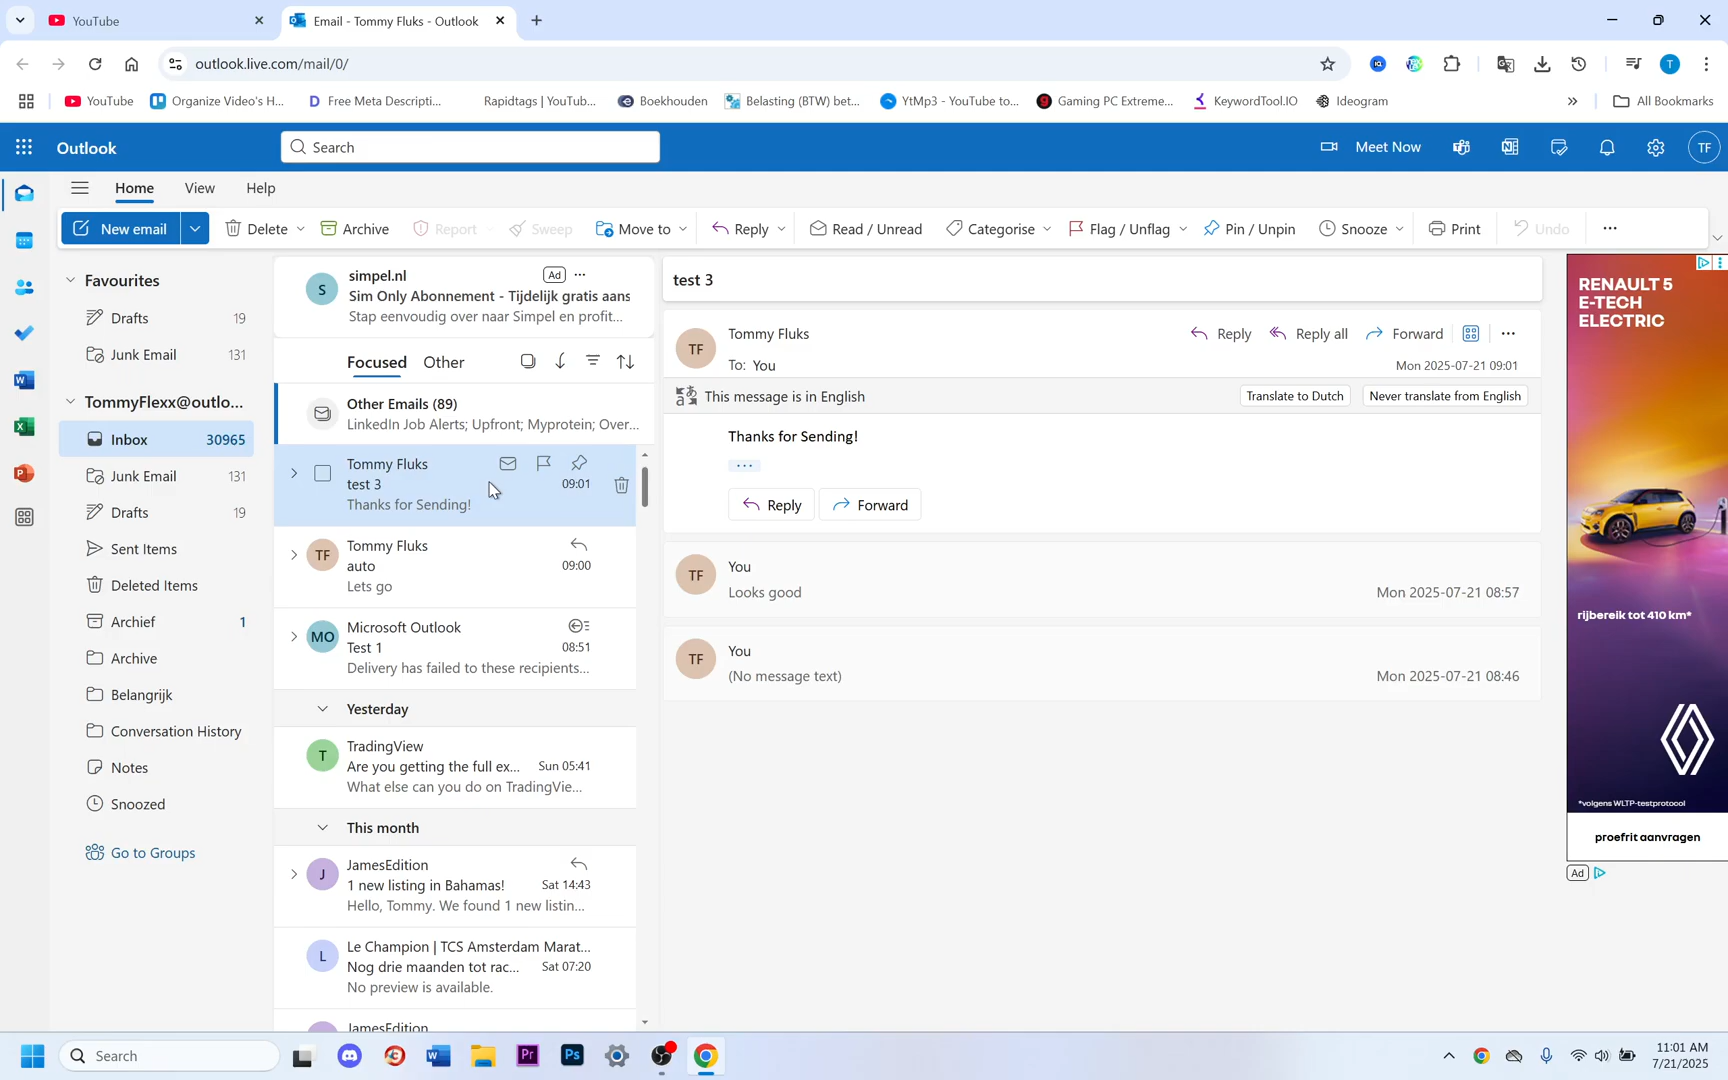 YouTube
Email - Tommy Fluks - Outlook
outlook.live.com/mail/0/
YouTube
Organize Video's H...
Free Meta Descripti...
Rapidtags | YouTub...
Boekhouden
Belasting (BTW) bet...
YtMp3 - YouTube to...
Gaming PC Extreme...
KeywordTool.IO
Ideogram
All Bookmarks
Outlook
Search
Meet Now
TF
Home
View
Help
New email
Delete
Archive
Report
Sweep
Move to
Reply
Read / Unread
Categorise
Flag / Unflag
Pin / Unpin
Snooze
Print
Undo
Favourites
Drafts 19
Junk Email 131
TommyFlexx@outlo...
Inbox 30965
Junk Email 131
Drafts 19
Sent Items
Deleted Items
Archief 1
Archive
Belangrijk
Conversation History
Notes
Snoozed
Go to Groups
S
simpel.nl Ad
Sim Only Abonnement - Tijdelijk gratis aans
Stap eenvoudig over naar Simpel en profit...
Focused Other
Other Emails (89)
LinkedIn Job Alerts; Upfront; Myprotein; Over...
Tommy Fluks
test 3 09:01
Thanks for Sending!
TF
Tommy Fluks
auto 09:00
Lets go
MO
Microsoft Outlook
Test 1 08:51
Delivery has failed to these recipients...
Yesterday
T
TradingView
Are you getting the full ex... Sun 05:41
What else can you do on TradingVie...
This month
J
JamesEdition
1 new listing in Bahamas! Sat 14:43
Hello, Tommy. We found 1 new listin...
L
Le Champion | TCS Amsterdam Marat...
Nog drie maanden tot rac... Sat 07:20
No preview is available.
JamesEdition
test 3
TF
Tommy Fluks
To: You
Reply
Reply all
Forward
Mon 2025-07-21 09:01
This message is in English
Translate to Dutch
Never translate from English
Thanks for Sending!
Reply
Forward
TF
You
Looks good
Mon 2025-07-21 08:57
TF
You
(No message text)
Mon 2025-07-21 08:46
RENAULT 5
E-TECH
ELECTRIC
rijbereik tot 410 km*
*volgens WLTP-testprotocol
proefrit aanvragen
Ad
Search
11:01 AM
7/21/2025